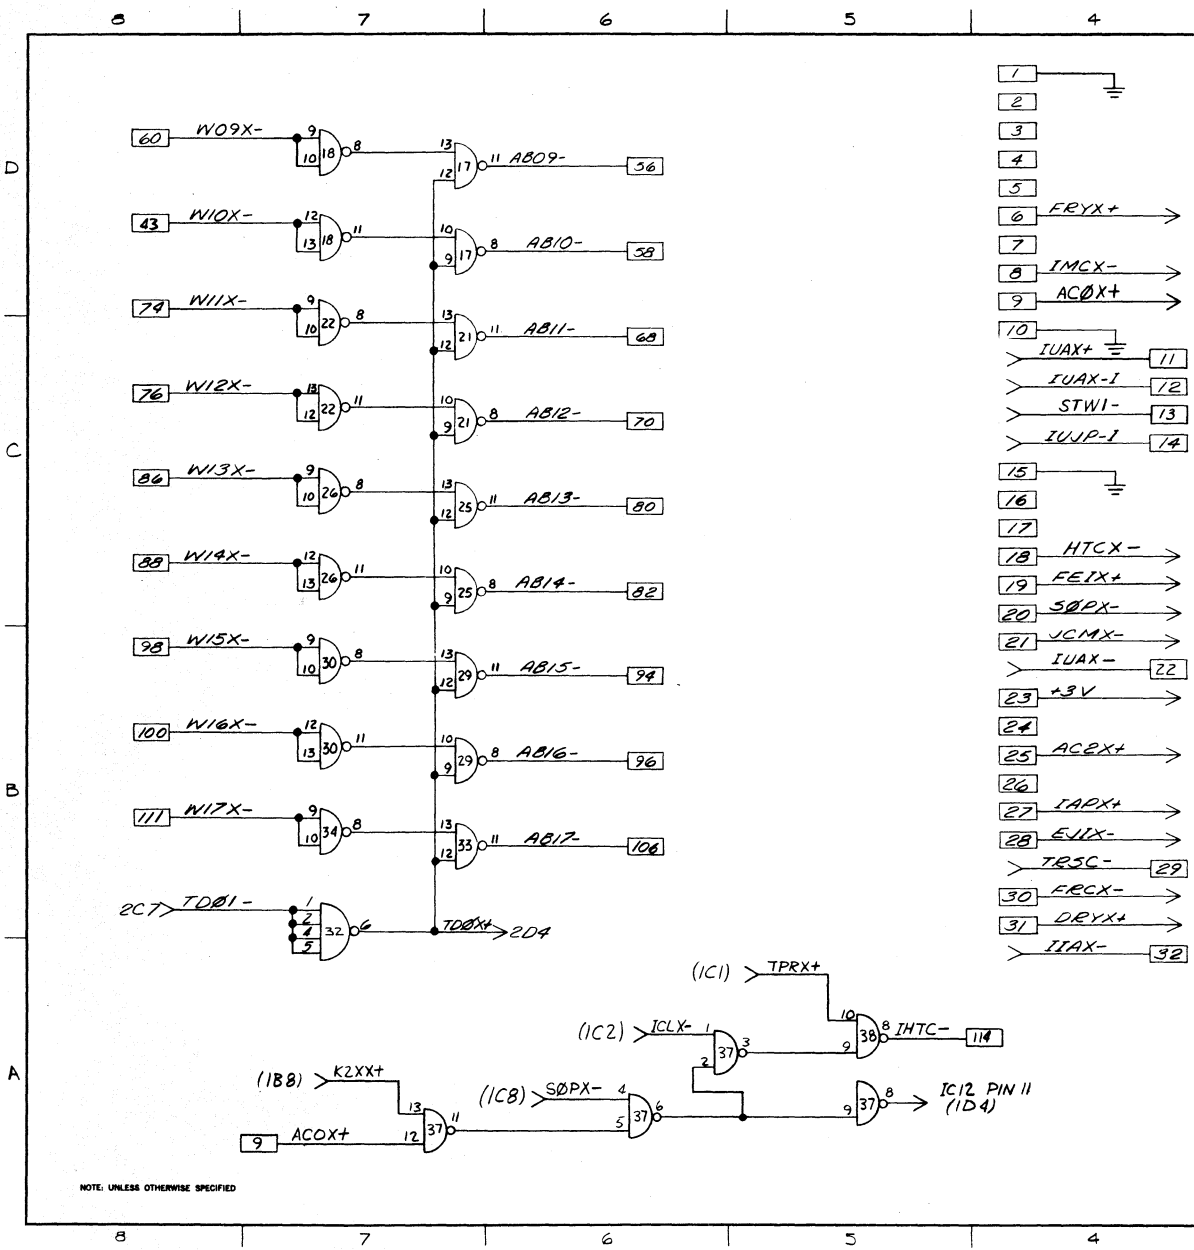 8 7 6 5 4
D
C
B
A
60 W09X- 9 10 18 8 13 12 17 11 AB09- 56
43 W10X- 12 13 18 11 10 9 17 8 AB10- 58
74 W11X- 9 10 22 8 13 12 21 11 AB11- 68
76 W12X- 13 12 22 11 10 9 21 8 AB12- 70
86 W13X- 9 10 26 8 13 12 25 11 AB13- 80
88 W14X- 12 13 26 11 10 9 25 8 AB14- 82
98 W15X- 9 10 30 8 13 12 29 11 AB15- 94
100 W16X- 12 13 30 11 10 9 29 8 AB16- 96
111 W17X- 9 10 34 8 13 12 33 11 AB17- 106
2C7 TDØ1- 1 2 4 5 32 6 TDØX+ 2D4
1
2
3
4
5
6 FRYX+
7
8 IMCX-
9 ACØX+
10
IUAX+ 11
IUAX-I 12
STW1- 13
IUJP-I 14
15
16
17
18 HTCX-
19 FEIX+
20 SØPX-
21 JCMX-
IUAX- 22
23 +3V
24
25 AC2X+
26
27 IAPX+
28 EJIX-
TRSC- 29
30 FRCX-
31 DRYX+
IIAX- 32
(1C1) TPRX+ 10 9 38 8 IHTC- 114
(1C2) ICLX- 1 2 37 3
(1B8) K2XX+ 13
9 ACOX+ 12 37 11
(1C8) SØPX- 4 5 37 6
9 37 8 IC12 PIN 11
(1D4)
NOTE: UNLESS OTHERWISE SPECIFIED
8 7 6 5 4